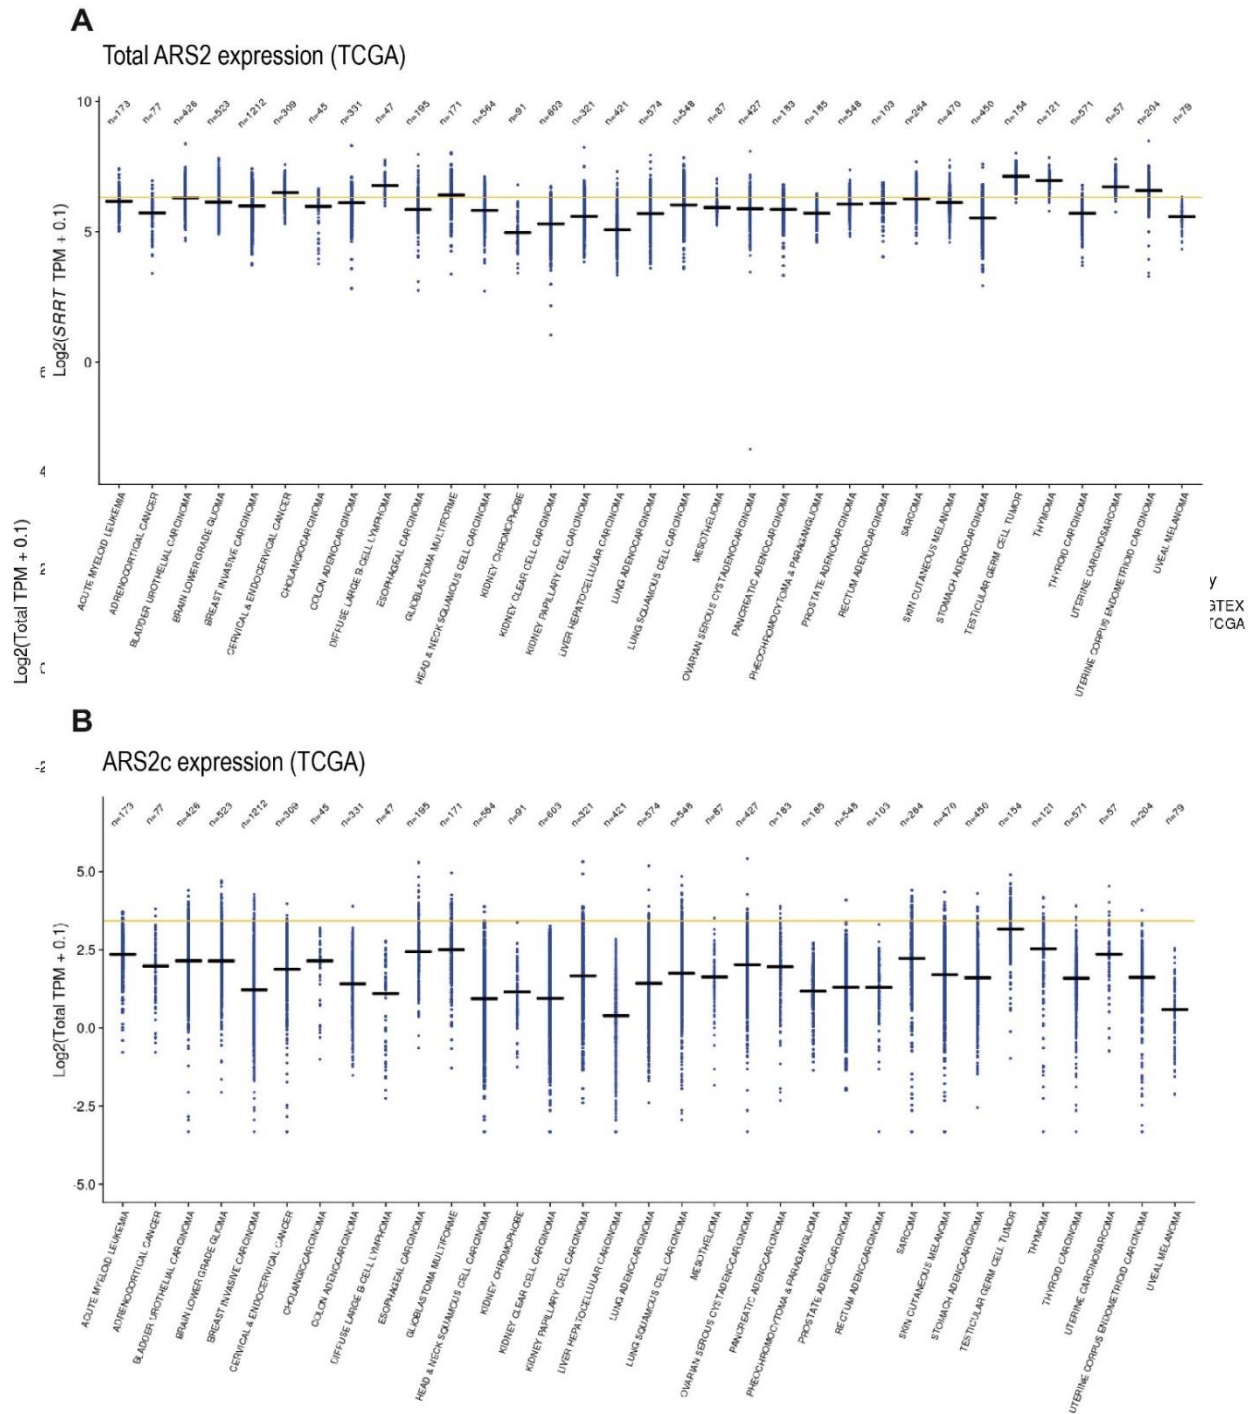 A
Total ARS2 expression (TCGA)
n=173 n=77 n=426 n=523 n=1212 n=309 n=45 n=331 n=47 n=195 n=171 n=564 n=91 n=603 n=321 n=421 n=574 n=548 n=87 n=427 n=183 n=185 n=548 n=103 n=264 n=470 n=450 n=154 n=121 n=571 n=57 n=204 n=79
Log2(SRRT TPM + 0.1)
10
5
0
ACUTE MYELOID LEUKEMIA
ADRENOCORTICAL CANCER
BLADDER UROTHELIAL CARCINOMA
BRAIN LOWER GRADE GLIOMA
BREAST INVASIVE CARCINOMA
CERVICAL & ENDOCERVICAL CANCER
CHOLANGIOCARCINOMA
COLON ADENOCARCINOMA
DIFFUSE LARGE B CELL LYMPHOMA
ESOPHAGEAL CARCINOMA
GLIOBLASTOMA MULTIFORME
HEAD & NECK SQUAMOUS CELL CARCINOMA
KIDNEY CHROMOPHOBE
KIDNEY CLEAR CELL CARCINOMA
KIDNEY PAPILLARY CELL CARCINOMA
LIVER HEPATOCELLULAR CARCINOMA
LUNG ADENOCARCINOMA
LUNG SQUAMOUS CELL CARCINOMA
MESOTHELIOMA
OVARIAN SEROUS CYSTADENOCARCINOMA
PANCREATIC ADENOCARCINOMA
PHEOCHROMOCYTOMA & PARAGANGLIOMA
PROSTATE ADENOCARCINOMA
RECTUM ADENOCARCINOMA
SARCOMA
SKIN CUTANEOUS MELANOMA
STOMACH ADENOCARCINOMA
TESTICULAR GERM CELL TUMOR
THYMOMA
THYROID CARCINOMA
UTERINE CARCINOSARCOMA
UTERINE CORPUS ENDOMETRIOID CARCINOMA
UVEAL MELANOMA
Log2(Total TPM + 0.1)
y
GTEX
TCGA
B
ARS2c expression (TCGA)
n=173 n=77 n=426 n=523 n=1212 n=309 n=45 n=331 n=47 n=195 n=171 n=564 n=91 n=603 n=321 n=421 n=574 n=548 n=87 n=427 n=183 n=185 n=548 n=103 n=264 n=470 n=450 n=154 n=121 n=571 n=57 n=204 n=79
Log2(Total TPM + 0.1)
5.0
2.5
0.0
-2.5
-5.0
ACUTE MYELOID LEUKEMIA
ADRENOCORTICAL CANCER
BLADDER UROTHELIAL CARCINOMA
BRAIN LOWER GRADE GLIOMA
BREAST INVASIVE CARCINOMA
CERVICAL & ENDOCERVICAL CANCER
CHOLANGIOCARCINOMA
COLON ADENOCARCINOMA
DIFFUSE LARGE B CELL LYMPHOMA
ESOPHAGEAL CARCINOMA
GLIOBLASTOMA MULTIFORME
HEAD & NECK SQUAMOUS CELL CARCINOMA
KIDNEY CHROMOPHOBE
KIDNEY CLEAR CELL CARCINOMA
KIDNEY PAPILLARY CELL CARCINOMA
LIVER HEPATOCELLULAR CARCINOMA
LUNG ADENOCARCINOMA
LUNG SQUAMOUS CELL CARCINOMA
MESOTHELIOMA
OVARIAN SEROUS CYSTADENOCARCINOMA
PANCREATIC ADENOCARCINOMA
PHEOCHROMOCYTOMA & PARAGANGLIOMA
PROSTATE ADENOCARCINOMA
RECTUM ADENOCARCINOMA
SARCOMA
SKIN CUTANEOUS MELANOMA
STOMACH ADENOCARCINOMA
TESTICULAR GERM CELL TUMOR
THYMOMA
THYROID CARCINOMA
UTERINE CARCINOSARCOMA
UTERINE CORPUS ENDOMETRIOID CARCINOMA
UVEAL MELANOMA